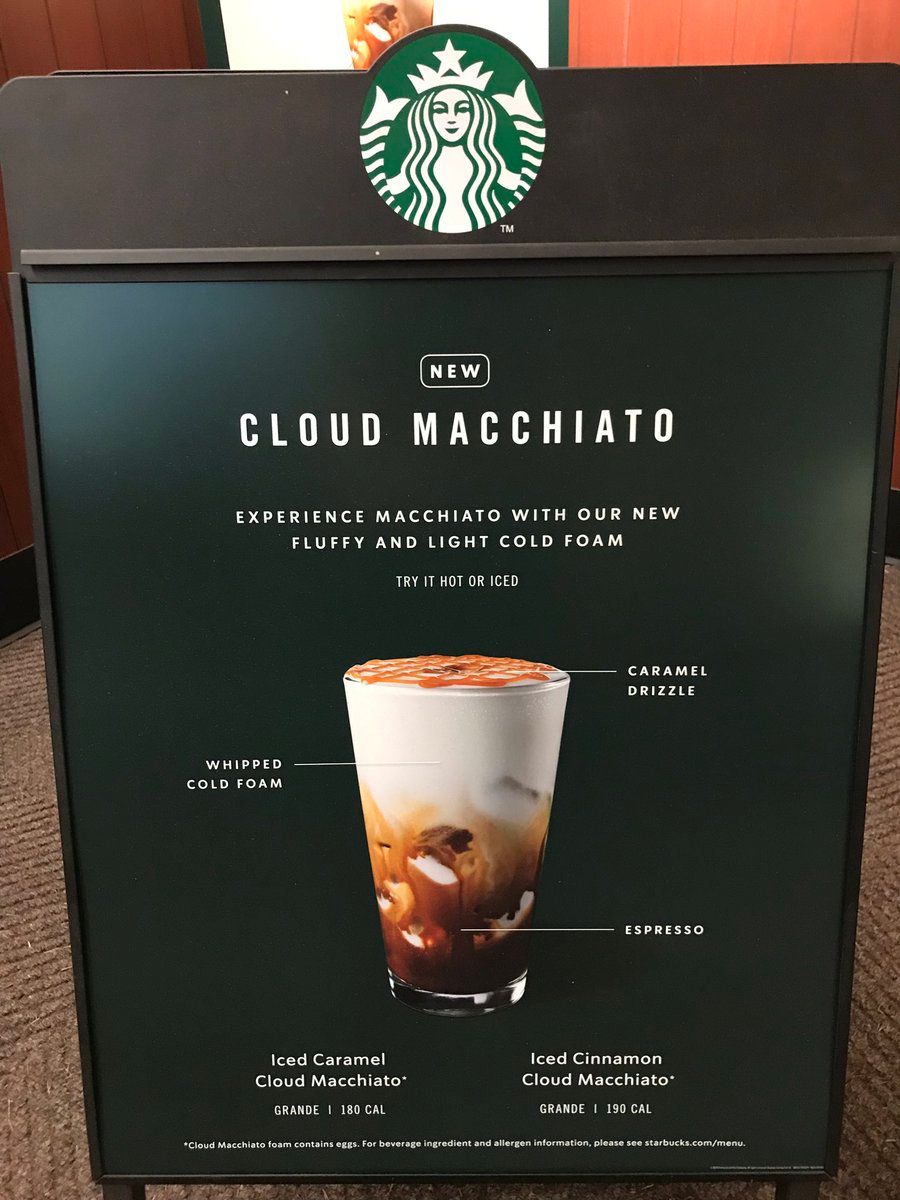 TM
NEW
CLOUD MACCHIATO
EXPERIENCE MACCHIATO WITH OUR NEW
FLUFFY AND LIGHT COLD FOAM
TRY IT HOT OR ICED
CARAMEL
DRIZZLE
WHIPPED
COLD FOAM
ESPRESSO
Iced Caramel
Cloud Macchiato*
GRANDE | 180 CAL
Iced Cinnamon
Cloud Macchiato*
GRANDE | 190 CAL
*Cloud Macchiato foam contains eggs. For beverage ingredient and allergen information, please see starbucks.com/menu.